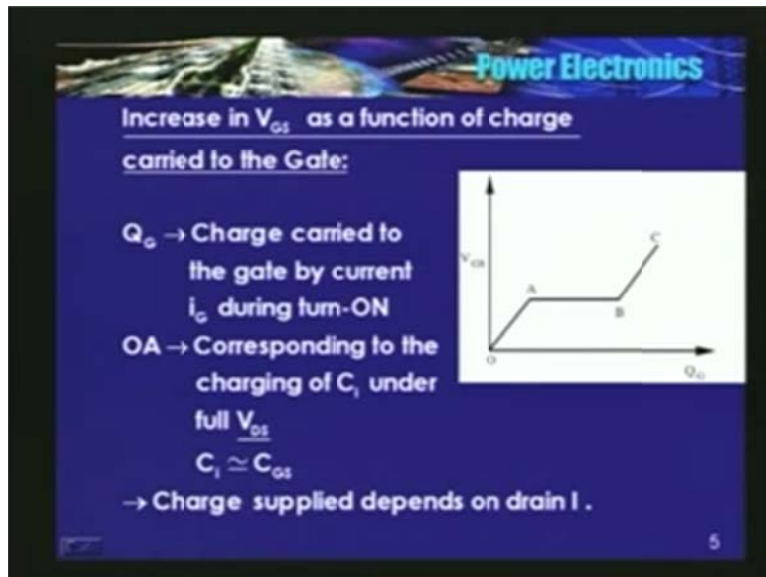 Power Electronics
Increase in V_GS as a function of charge
carried to the Gate:
Q_G → Charge carried to
the gate by current
i_G during turn-ON
OA → Corresponding to the
charging of C_i under
full V_DS
C_i ≃ C_GS
→ Charge supplied depends on drain I .
V_GS
A
B
C
O
Q_G
5